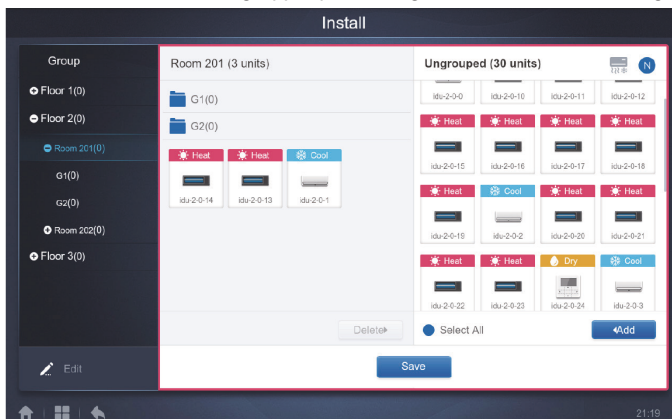 Install
Group
Floor 1(0)
Floor 2(0)
Room 201(0)
G1(0)
G2(0)
Room 202(0)
Floor 3(0)
Edit
Room 201 (3 units)
G1(0)
G2(0)
Heat Heat Cool
idu-2-0-14 idu-2-0-13 idu-2-0-1
Delete
Ungrouped (30 units)
N
idu-2-0-0 idu-2-0-10 idu-2-0-11 idu-2-0-12
Heat Heat Heat Heat
idu-2-0-15 idu-2-0-16 idu-2-0-17 idu-2-0-18
Heat Cool Heat Heat
idu-2-0-19 idu-2-0-2 idu-2-0-20 idu-2-0-21
Heat Heat Dry Cool
idu-2-0-22 idu-2-0-23 idu-2-0-24 idu-2-0-3
Select All
Add
Save
21:19